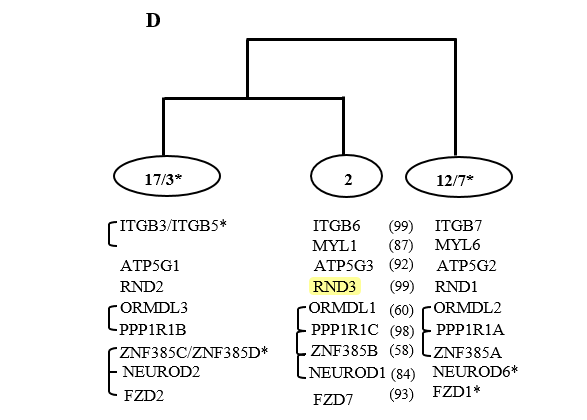 D
17/3* 2 12/7*
ITGB3/ITGB5* ITGB6 (99) ITGB7
MYL1 (87) MYL6
ATP5G1 ATP5G3 (92) ATP5G2
RND2 RND3 (99) RND1
ORMDL3 ORMDL1 (60) ORMDL2
PPP1R1B PPP1R1C (98) PPP1R1A
ZNF385C/ZNF385D* ZNF385B (58) ZNF385A
NEUROD2 NEUROD1 (84) NEUROD6*
FZD2 FZD7 (93) FZD1*